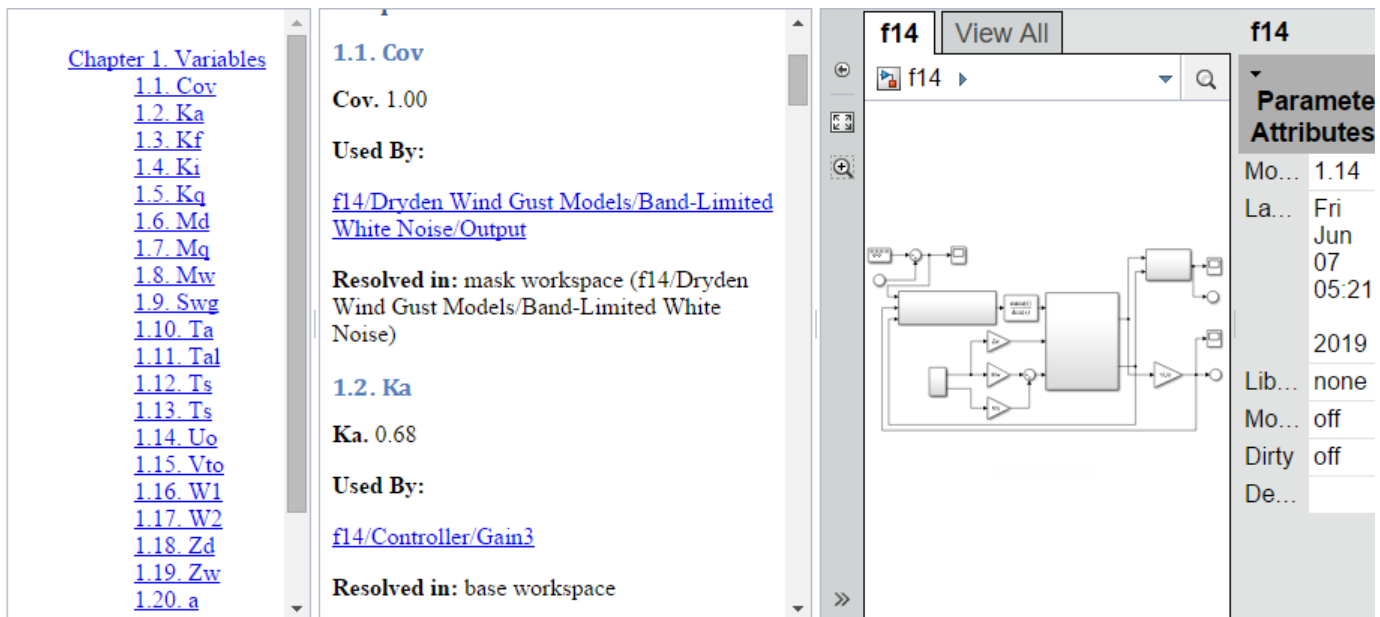 Chapter 1. Variables
1.1. Cov
1.2. Ka
1.3. Kf
1.4. Ki
1.5. Kq
1.6. Md
1.7. Mq
1.8. Mw
1.9. Swg
1.10. Ta
1.11. Tal
1.12. Ts
1.13. Ts
1.14. Uo
1.15. Vto
1.16. W1
1.17. W2
1.18. Zd
1.19. Zw
1.20. a
1.1. Cov
Cov. 1.00
Used By:
f14/Dryden Wind Gust Models/Band-Limited
White Noise/Output
Resolved in: mask workspace (f14/Dryden
Wind Gust Models/Band-Limited White
Noise)
1.2. Ka
Ka. 0.68
Used By:
f14/Controller/Gain3
Resolved in: base workspace
f14 View All
f14
f14
Paramete
Attributes
Mo... 1.14
La... Fri
Jun
07
05:21
2019
Lib... none
Mo... off
Dirty off
De...